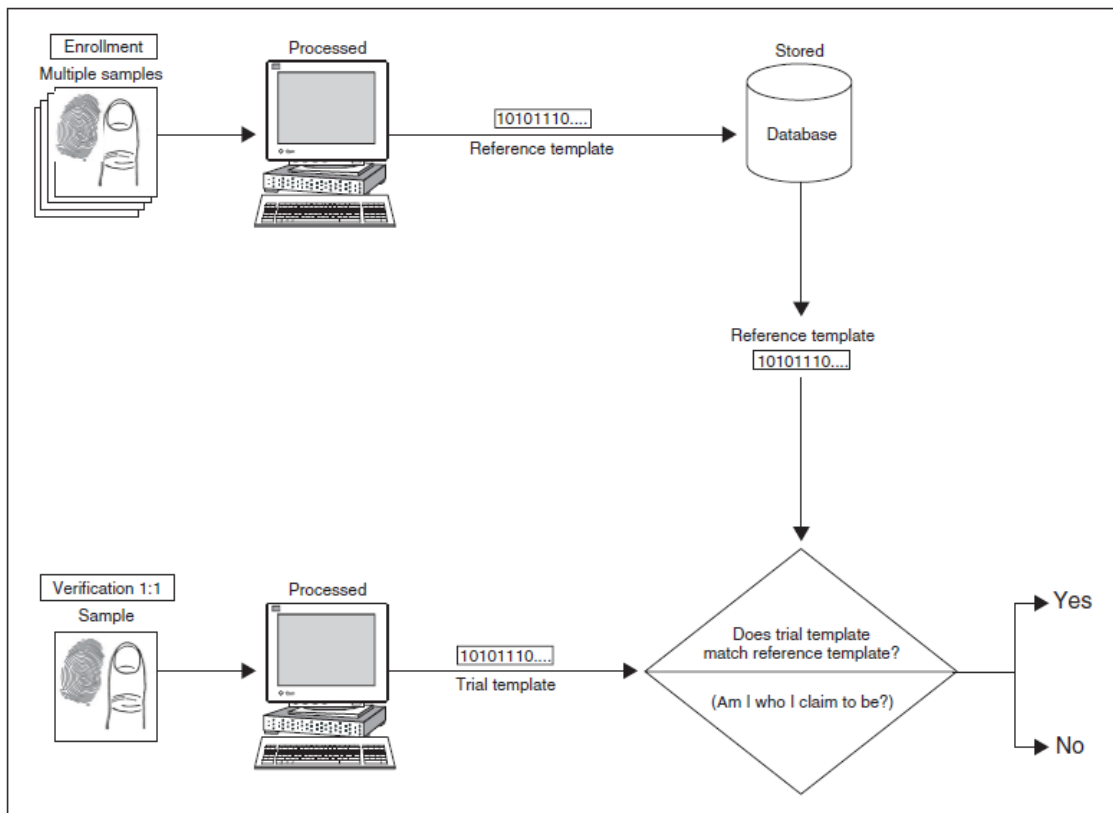 Enrollment
Multiple samples
Processed
10101110....
Reference template
Stored
Database
Reference template
10101110....
Verification 1:1
Sample
Processed
10101110....
Trial template
Does trial template
match reference template?
(Am I who I claim to be?)
Yes
No